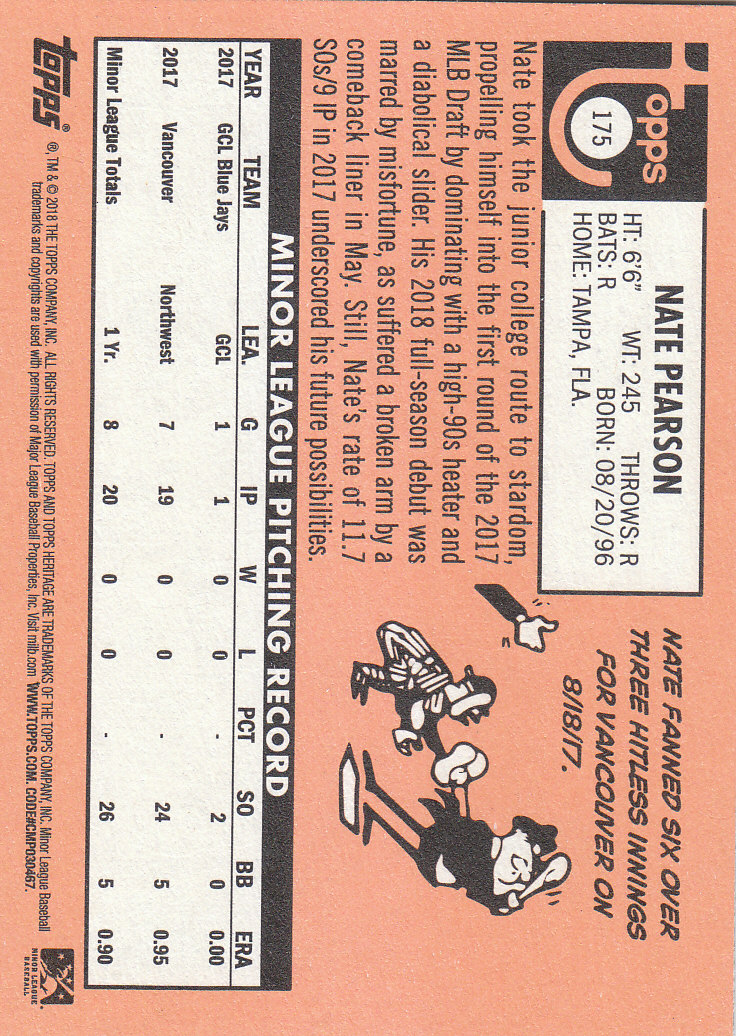 topps
175
NATE PEARSON
HT: 6'6" WT: 245 THROWS: R
BATS: R BORN: 08/20/96
HOME: TAMPA, FLA.
Nate took the junior college route to stardom,
propelling himself into the first round of the 2017
MLB Draft by dominating with a high-90s heater and
a diabolical slider. His 2018 full-season debut was
marred by misfortune, as suffered a broken arm by a
comeback liner in May. Still, Nate's rate of 11.7
SOs/9 IP in 2017 underscored his future possibilities.
NATE FANNED SIX OVER
THREE HITLESS INNINGS
FOR VANCOUVER ON
8/18/17.
MINOR LEAGUE PITCHING RECORD
YEAR TEAM LEA. G IP W L PCT SO BB ERA
2017 GCL Blue Jays GCL 1 1 0 0 - 2 0 0.00
2017 Vancouver Northwest 7 19 0 0 - 24 5 0.95
Minor League Totals 1 Yr. 8 20 0 0 - 26 5 0.90
topps®
®, TM & © 2018 THE TOPPS COMPANY, INC. ALL RIGHTS RESERVED. TOPPS AND TOPPS HERITAGE ARE TRADEMARKS OF THE TOPPS COMPANY, INC. Minor League Baseball
trademarks and copyrights are used with permission of Major League Baseball Properties, Inc. Visit milb.com WWW.TOPPS.COM. CODE#CMP030467.
MINOR LEAGUE
BASEBALL